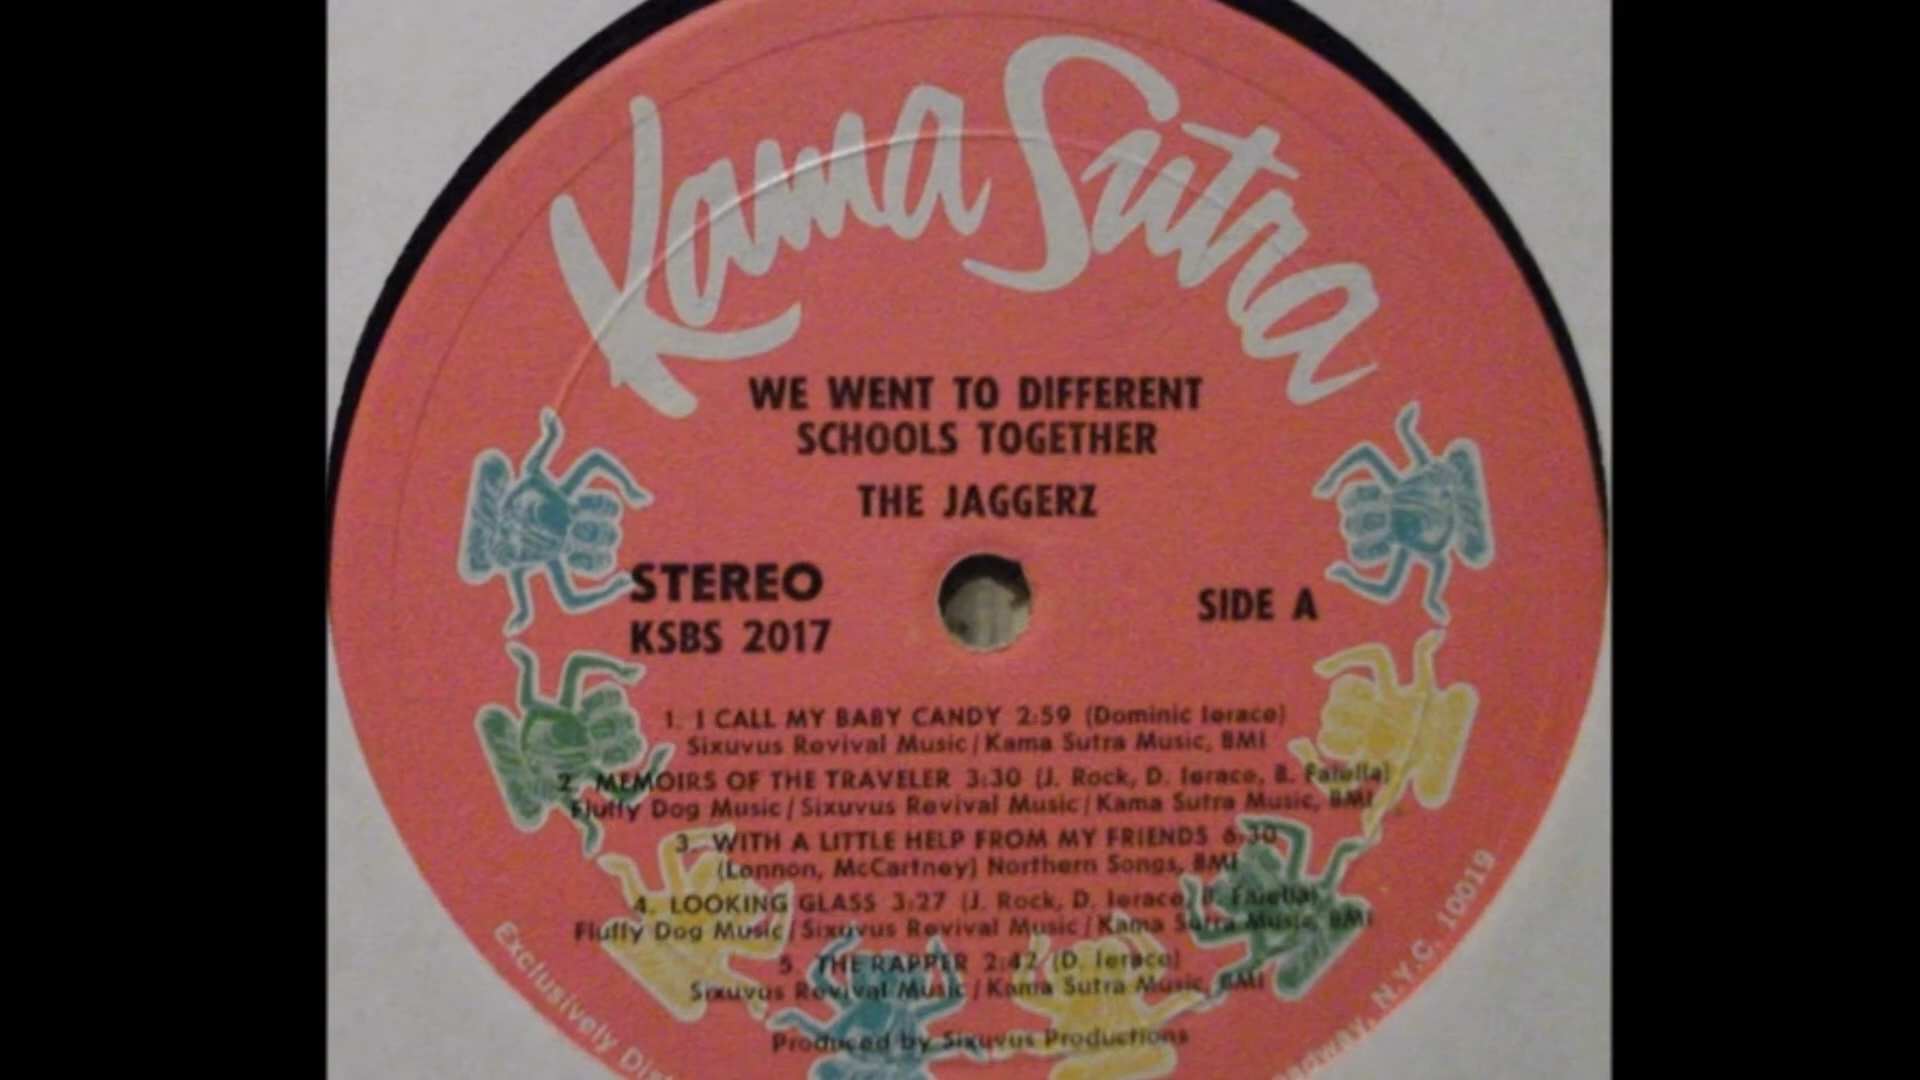 Kama Sutra
WE WENT TO DIFFERENT
SCHOOLS TOGETHER
THE JAGGERZ
STEREO
KSBS 2017
SIDE A
1. I CALL MY BABY CANDY 2:59 (Dominic Ierace)
Sixuvus Revival Music/Kama Sutra Music, BMI
2. MEMOIRS OF THE TRAVELER 3:30 (J. Rock, D. Ierace, B. Faiella)
Fluffy Dog Music/Sixuvus Revival Music/Kama Sutra Music, BMI
3. WITH A LITTLE HELP FROM MY FRIENDS 6:30
(Lennon, McCartney) Northern Songs, BMI
4. LOOKING GLASS 3:27 (J. Rock, D. Ierace, B. Faiella)
Fluffy Dog Music/Sixuvus Revival Music/Kama Sutra Music, BMI
5. THE RAPPER 2:42 (D. Ierace)
Sixuvus Revival Music/Kama Sutra Music, BMI
Produced by Sixuvus Productions
Exclusively
N.Y.C. 10019